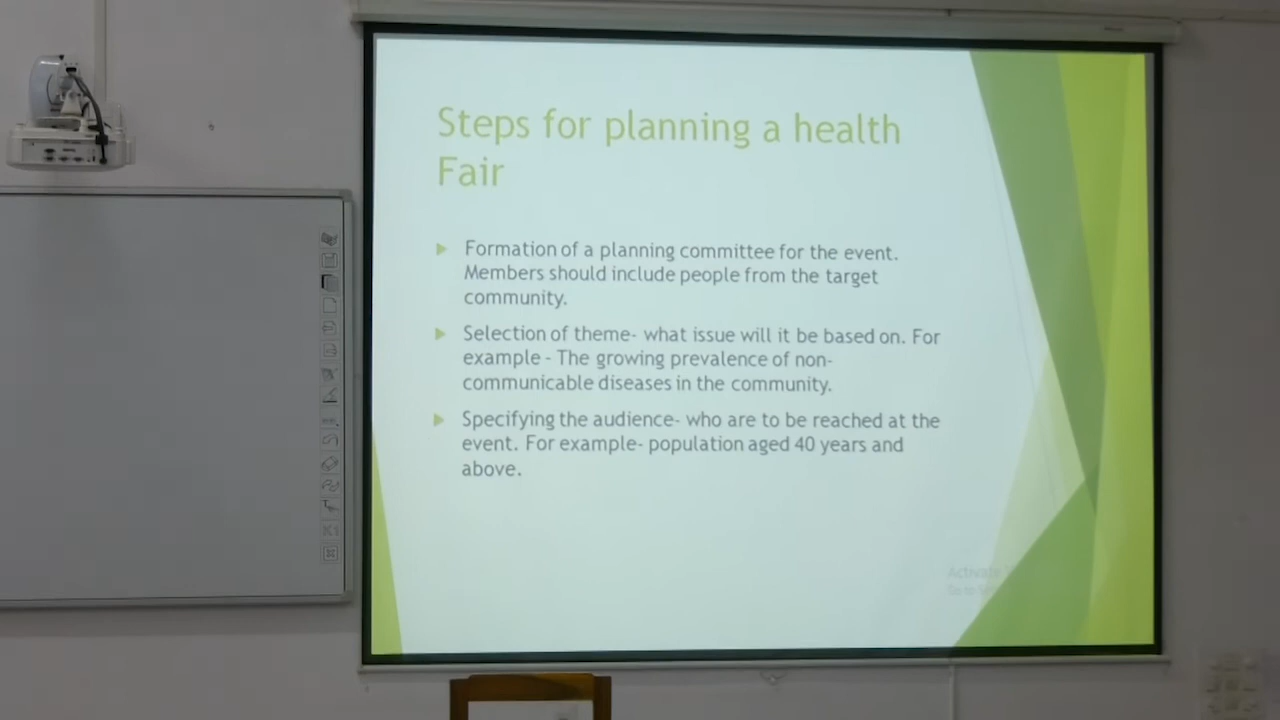 Steps for planning a health
Fair
Formation of a planning committee for the event.
Members should include people from the target
community.
Selection of theme- what issue will it be based on. For
example - The growing prevalence of non-
communicable diseases in the community.
Specifying the audience- who are to be reached at the
event. For example- population aged 40 years and
above.
Activate